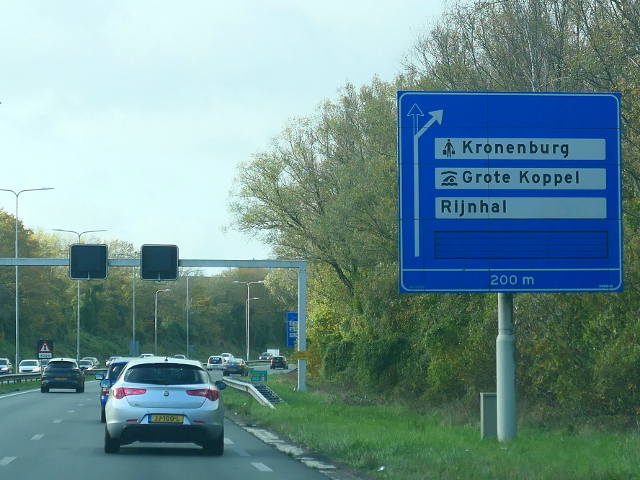 Kronenburg
Grote Koppel
Rijnhal
200 m